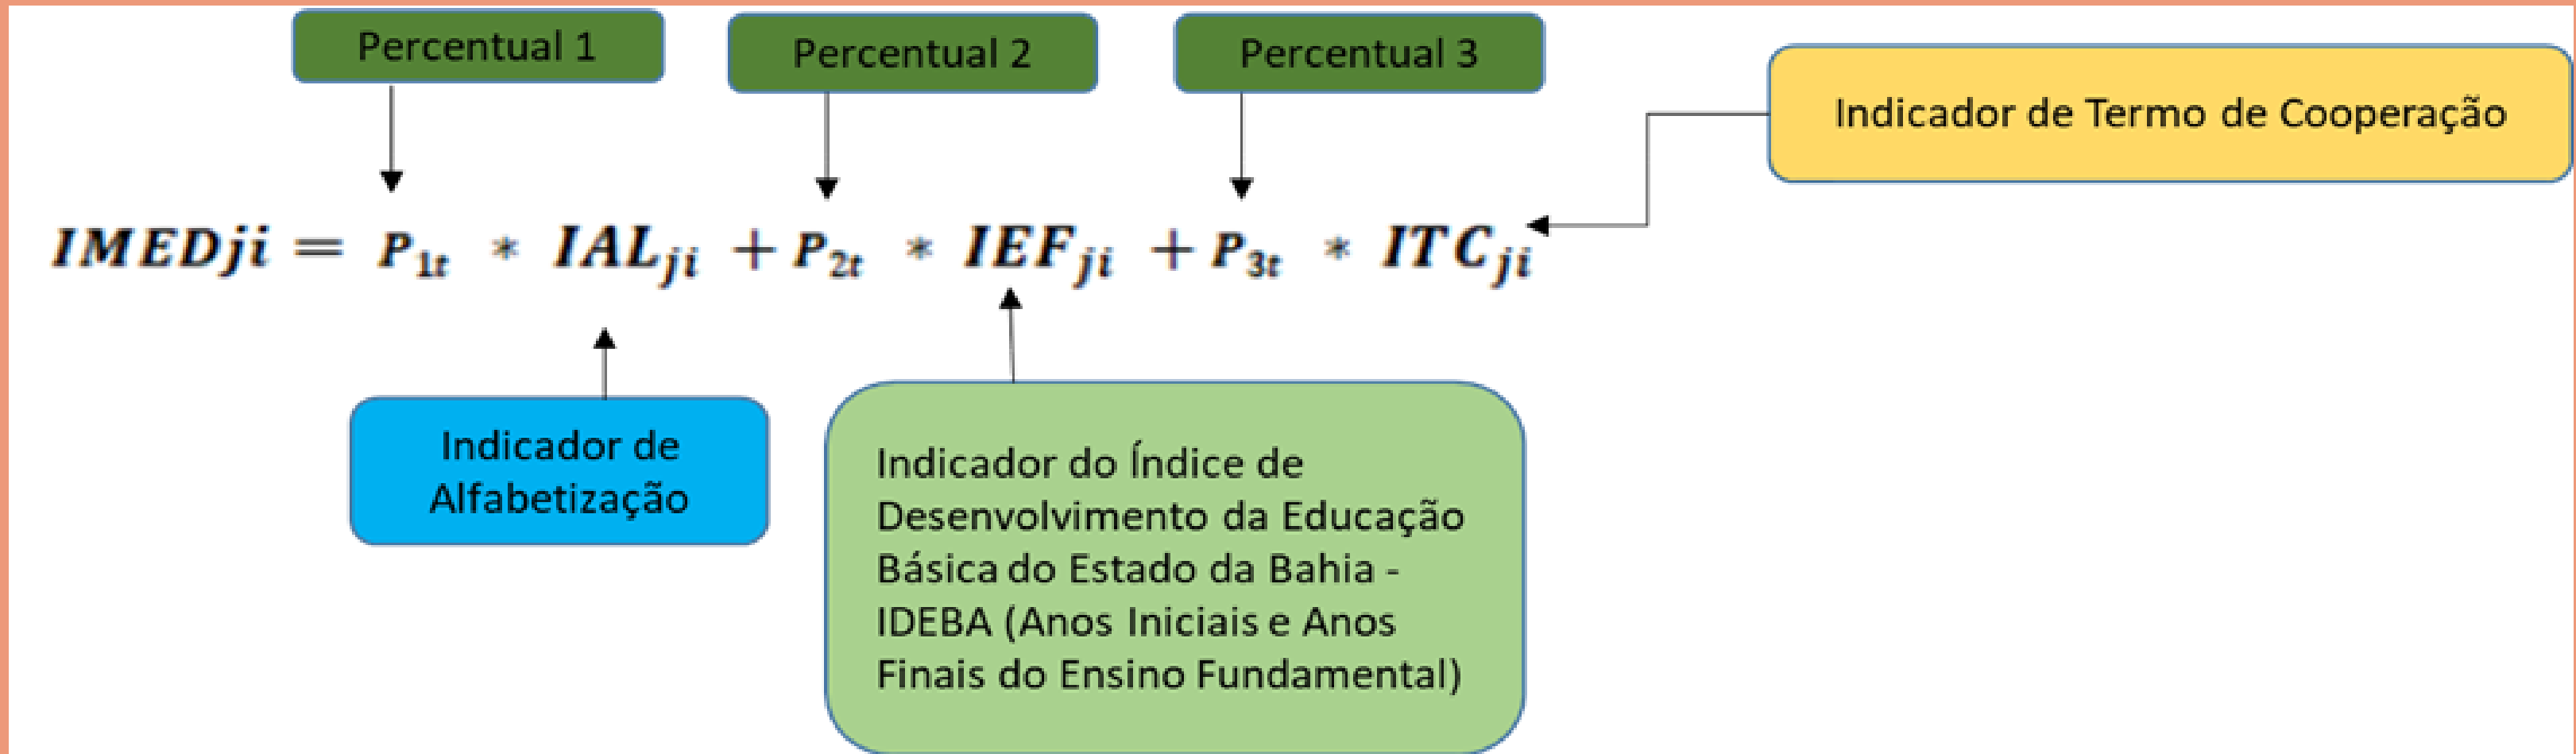 Percentual 1
Percentual 2
Percentual 3
Indicador de Termo de Cooperação
IMEDji = P1t * IALji + P2t * IEFji + P3t * ITCji
Indicador de
Alfabetização
Indicador do Índice de
Desenvolvimento da Educação
Básica do Estado da Bahia -
IDEBA (Anos Iniciais e Anos
Finais do Ensino Fundamental)